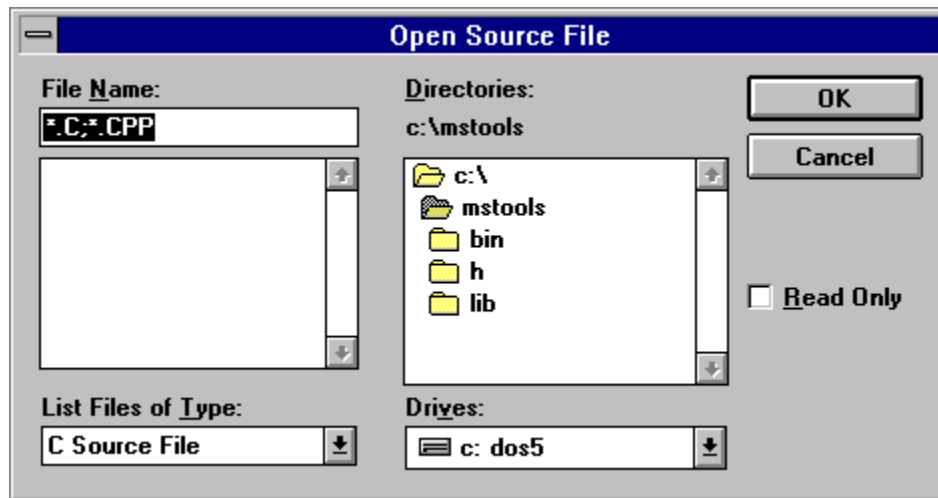 Open Source File
File Name:
*.C;*.CPP
Directories:
c:\mstools
c:\
mstools
bin
h
lib
OK
Cancel
Read Only
List Files of Type:
C Source File
Drives:
c: dos5